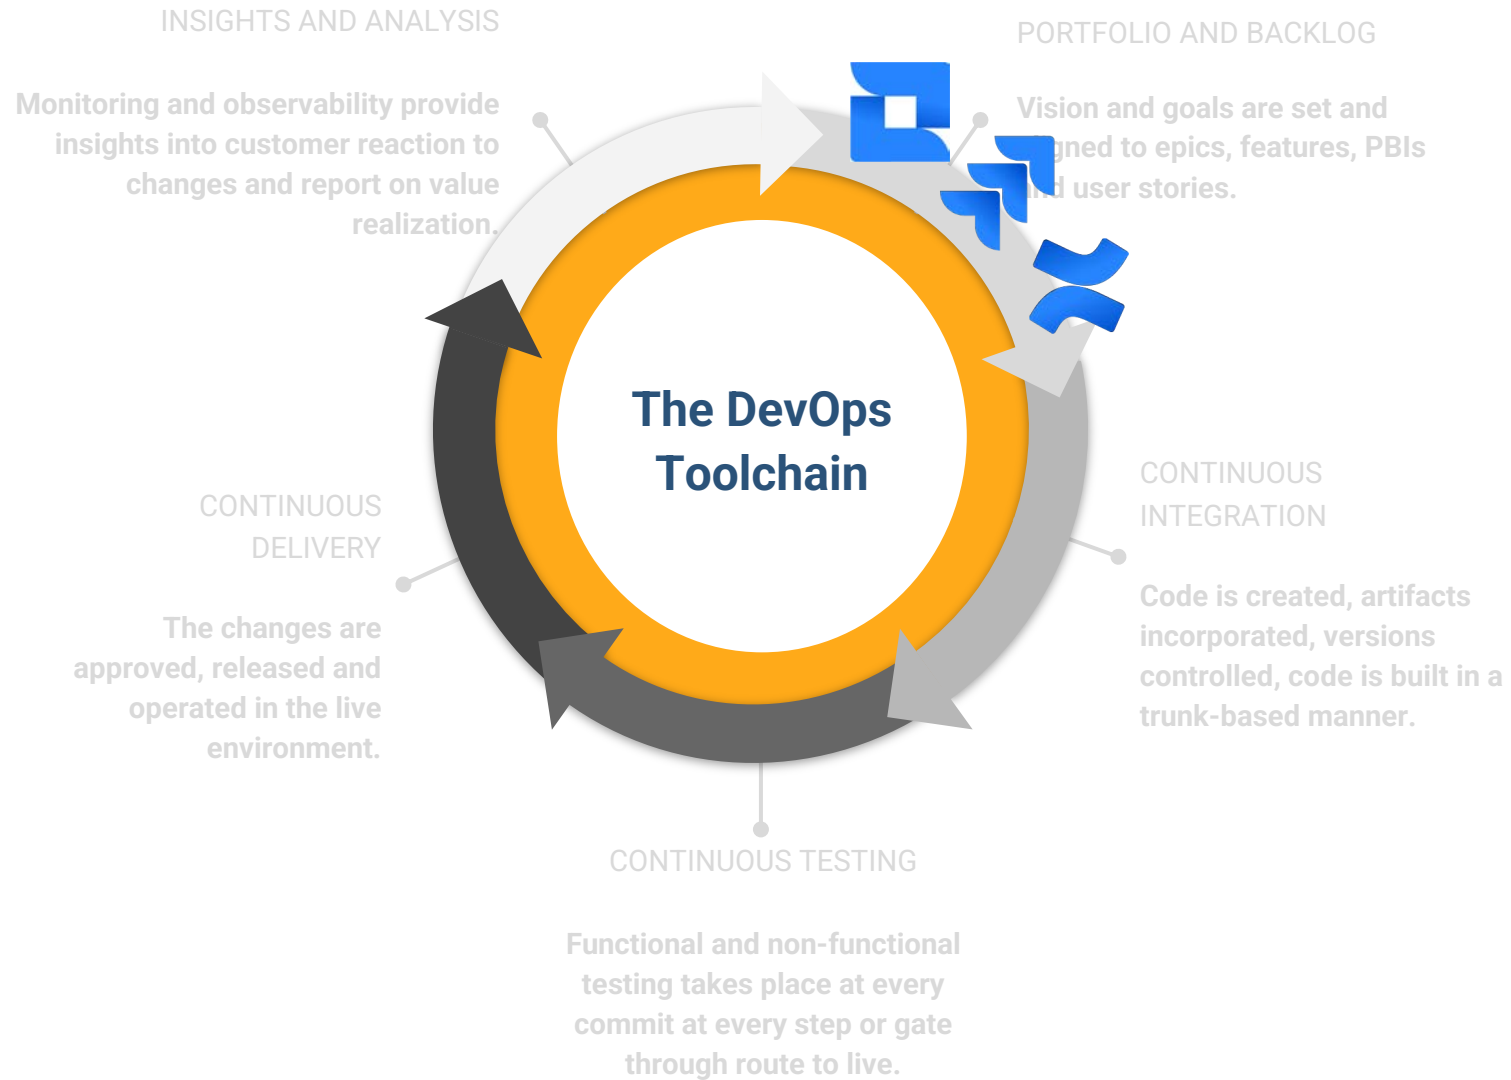 INSIGHTS AND ANALYSIS
Monitoring and observability provide
insights into customer reaction to
changes and report on value
realization.
PORTFOLIO AND BACKLOG
Vision and goals are set and
to epics, features, PBIs
user stories.
The DevOps
Toolchain
CONTINUOUS
INTEGRATION
Code is created, artifacts
incorporated, versions
controlled, code is built in a
trunk-based manner.
CONTINUOUS
DELIVERY
The changes are
approved, released and
operated in the live
environment.
CONTINUOUS TESTING
Functional and non-functional
testing takes place at every
commit at every step or gate
through route to live.